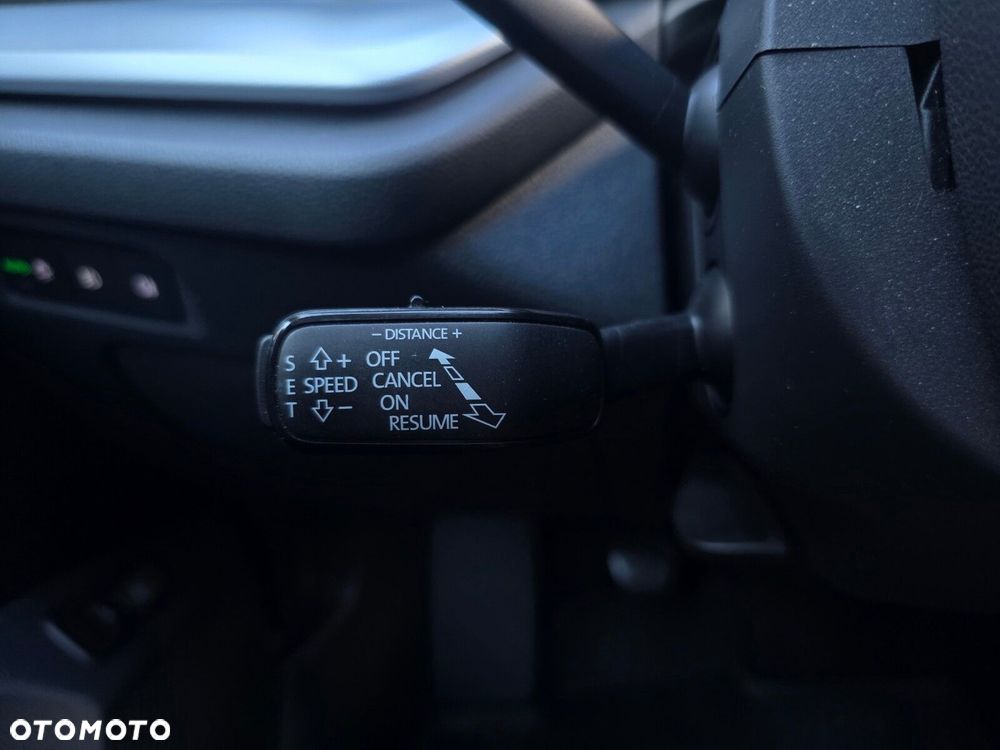 − DISTANCE +
S + OFF
E SPEED CANCEL
T − ON
RESUME
OTOMOTO